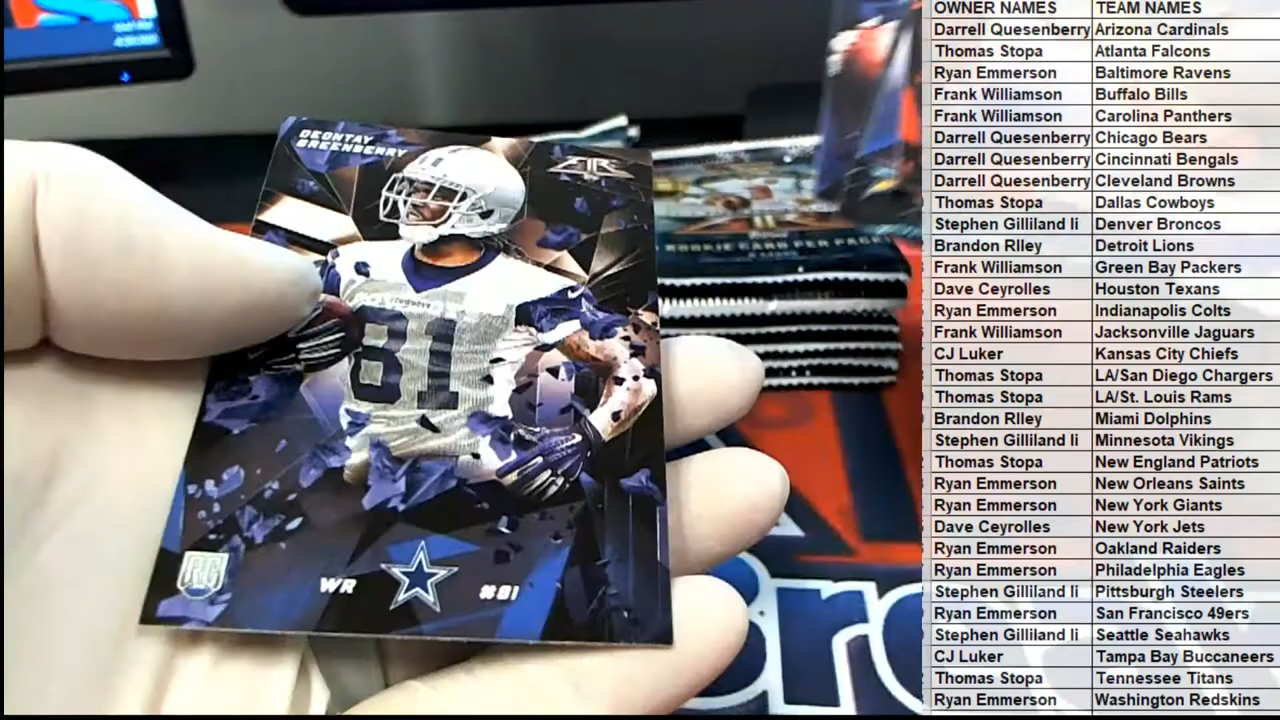 DEONTAY
GREENBERRY
FIRE
81
RC
WR
#81
ROOKIE CARD PER PACK
OWNER NAMES TEAM NAMES
Darrell Quesenberry Arizona Cardinals
Thomas Stopa Atlanta Falcons
Ryan Emmerson Baltimore Ravens
Frank Williamson Buffalo Bills
Frank Williamson Carolina Panthers
Darrell Quesenberry Chicago Bears
Darrell Quesenberry Cincinnati Bengals
Darrell Quesenberry Cleveland Browns
Thomas Stopa Dallas Cowboys
Stephen Gilliland Ii Denver Broncos
Brandon RIley Detroit Lions
Frank Williamson Green Bay Packers
Dave Ceyrolles Houston Texans
Ryan Emmerson Indianapolis Colts
Frank Williamson Jacksonville Jaguars
CJ Luker Kansas City Chiefs
Thomas Stopa LA/San Diego Chargers
Thomas Stopa LA/St. Louis Rams
Brandon RIley Miami Dolphins
Stephen Gilliland Ii Minnesota Vikings
Thomas Stopa New England Patriots
Ryan Emmerson New Orleans Saints
Ryan Emmerson New York Giants
Dave Ceyrolles New York Jets
Ryan Emmerson Oakland Raiders
Ryan Emmerson Philadelphia Eagles
Stephen Gilliland Ii Pittsburgh Steelers
Ryan Emmerson San Francisco 49ers
Stephen Gilliland Ii Seattle Seahawks
CJ Luker Tampa Bay Buccaneers
Thomas Stopa Tennessee Titans
Ryan Emmerson Washington Redskins